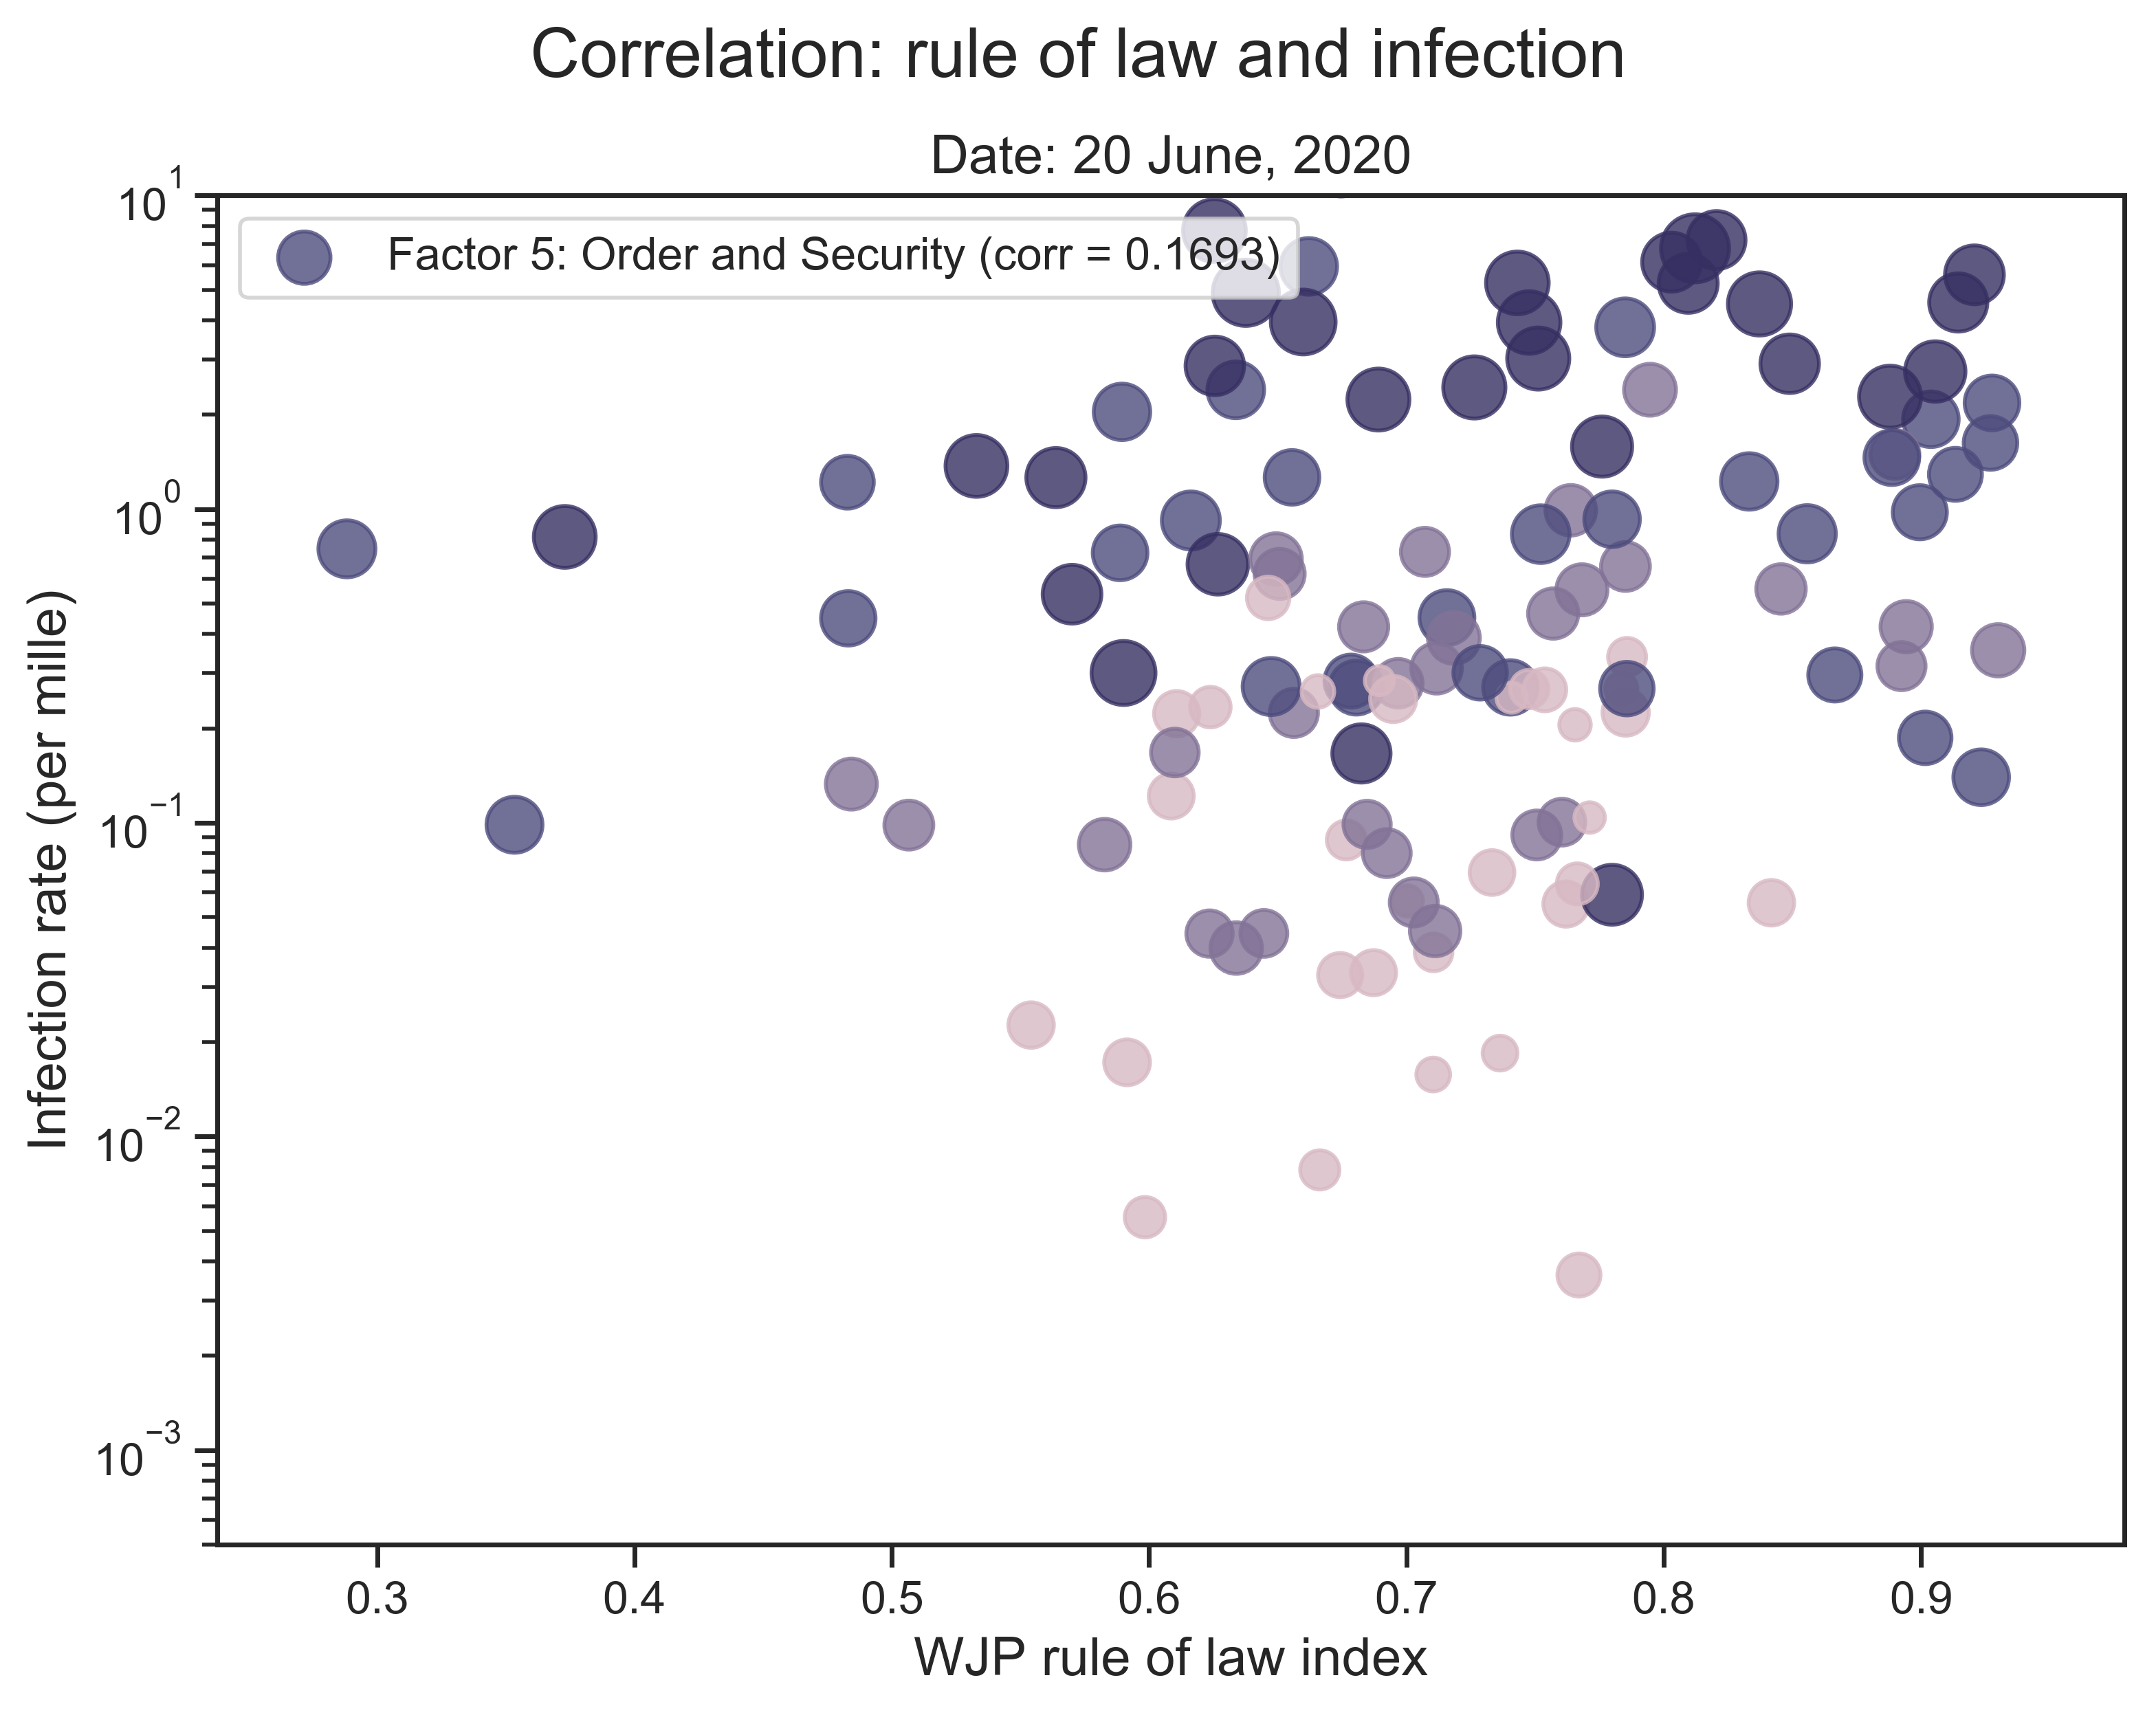 Correlation: rule of law and infection
Date: 20 June, 2020
Factor 5: Order and Security (corr = 0.1693)
Infection rate (per mille)
10^1
10^0
10^−1
10^−2
10^−3
0.3 0.4 0.5 0.6 0.7 0.8 0.9
WJP rule of law index